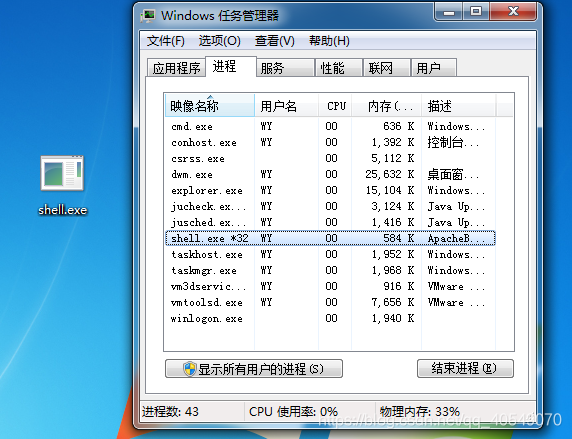 Windows 任务管理器
文件(F) 选项(O) 查看(V) 帮助(H)
应用程序 进程 服务 性能 联网 用户
映像名称 用户名 CPU 内存(... 描述
cmd.exe WY 00 636 K Windows...
conhost.exe WY 00 1,392 K 控制台...
csrss.exe 00 5,112 K
dwm.exe WY 00 25,632 K 桌面窗...
explorer.exe WY 00 15,104 K Windows...
jucheck.ex... WY 00 3,124 K Java Up...
jusched.ex... WY 00 1,416 K Java Up...
shell.exe *32 WY 00 584 K ApacheB...
taskhost.exe WY 00 1,952 K Windows...
taskmgr.exe WY 00 1,968 K Windows...
vm3dservic... WY 00 916 K VMware ...
vmtoolsd.exe WY 00 7,656 K VMware ...
winlogon.exe 00 1,940 K
shell.exe
显示所有用户的进程(S) 结束进程(E)
进程数: 43 CPU 使用率: 0% 物理内存: 33%
https://blog.csdn.net/qq_40549070